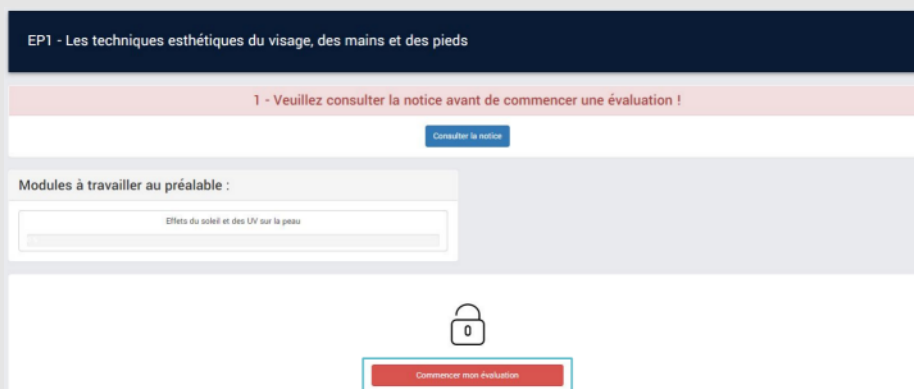 EP1 - Les techniques esthétiques du visage, des mains et des pieds
1 - Veuillez consulter la notice avant de commencer une évaluation !
Consulter la notice
Modules à travailler au préalable :
Effets du soleil et des UV sur la peau
0
Commencer mon évaluation